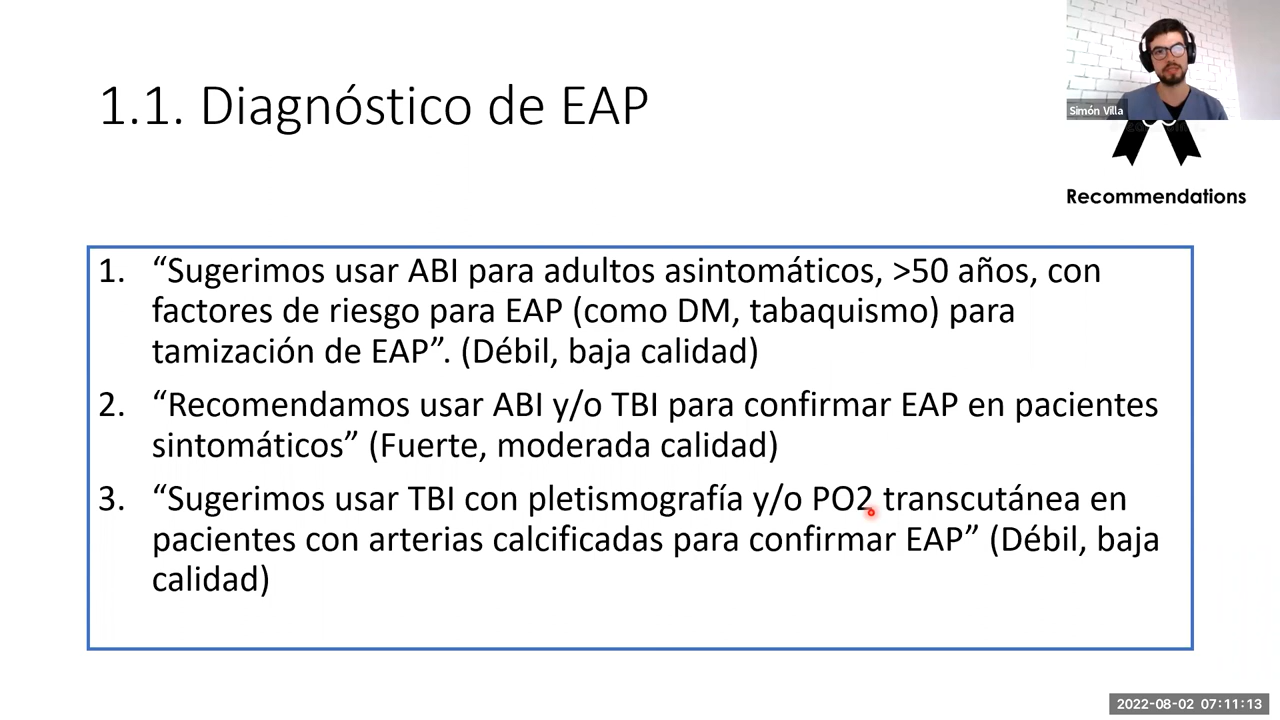 1.1. Diagnóstico de EAP
Simón Villa
Recommendations
1. “Sugerimos usar ABI para adultos asintomáticos, >50 años, con
factores de riesgo para EAP (como DM, tabaquismo) para
tamización de EAP”. (Débil, baja calidad)
2. “Recomendamos usar ABI y/o TBI para confirmar EAP en pacientes
sintomáticos” (Fuerte, moderada calidad)
3. “Sugerimos usar TBI con pletismografía y/o PO2 transcutánea en
pacientes con arterias calcificadas para confirmar EAP” (Débil, baja
calidad)
2022-08-02 07:11:13